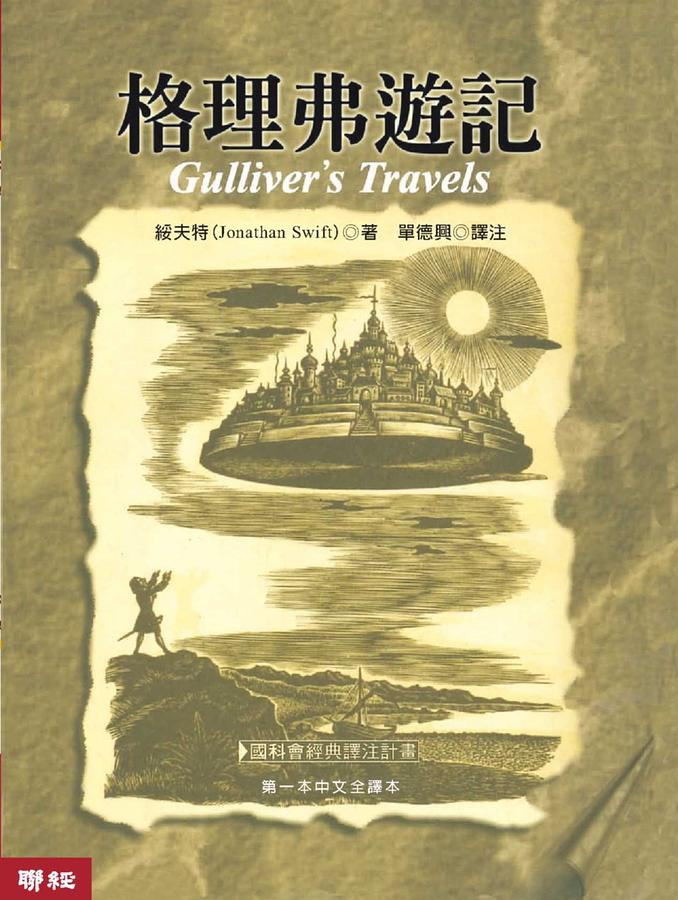 格理弗遊記
Gulliver's Travels
綏夫特(Jonathan Swift)◎著 單德興◎譯注
國科會經典譯注計畫
第一本中文全譯本
聯經